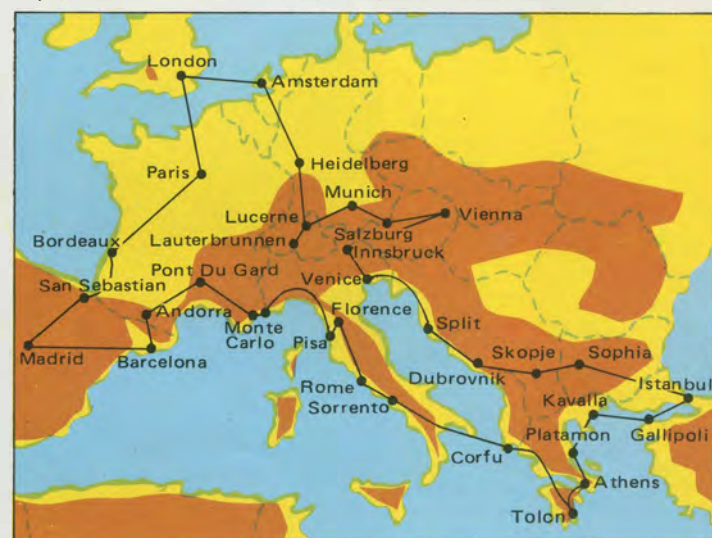 London
Amsterdam
Paris
Heidelberg
Munich
Lucerne
Vienna
Bordeaux
Lauterbrunnen
Salzburg
Innsbruck
Pont Du Gard
San Sebastian
Venice
Andorra
Monte
Carlo
Florence
Split
Madrid
Barcelona
Pisa
Skopje
Sophia
Dubrovnik
Istanbul
Rome
Sorrento
Kavalla
Platamon
Gallipoli
Corfu
Athens
Tolon